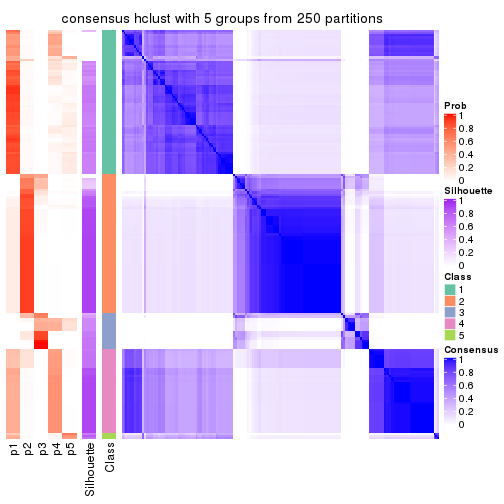 consensus hclust with 5 groups from 250 partitions
Prob
1
0.8
0.6
0.4
0.2
0
Silhouette
1
0.8
0.6
0.4
0.2
0
Class
1
2
3
4
5
Consensus
1
0.8
0.6
0.4
0.2
0
p1
p2
p3
p4
p5
Silhouette
Class